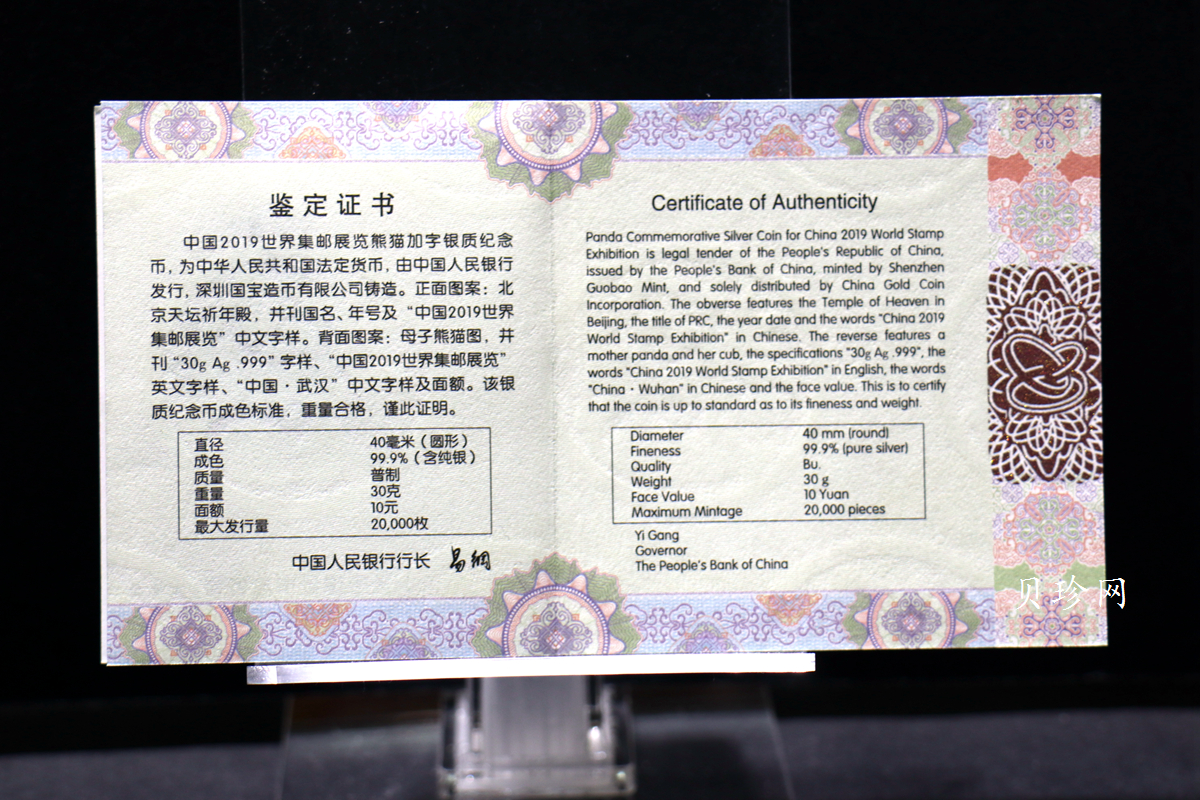 鉴定证书
中国2019世界集邮展览熊猫加字银质纪念
币，为中华人民共和国法定货币，由中国人民银行
发行，深圳国宝造币有限公司铸造。正面图案：北
京天坛祈年殿，并刊国名、年号及“中国2019世界
集邮展览”中文字样。背面图案：母子熊猫图，并
刊“30g Ag .999”字样、“中国2019世界集邮展览”
英文字样、“中国·武汉”中文字样及面额。该银
质纪念币成色标准，重量合格，谨此证明。
直径 40毫米（圆形）
成色 99.9%（含纯银）
质量 普制
重量 30克
面额 10元
最大发行量 20,000枚
中国人民银行行长 易纲
Certificate of Authenticity
Panda Commemorative Silver Coin for China 2019 World Stamp
Exhibition is legal tender of the People's Republic of China,
issued by the People's Bank of China, minted by Shenzhen
Guobao Mint, and solely distributed by China Gold Coin
Incorporation. The obverse features the Temple of Heaven in
Beijing, the title of PRC, the year date and the words "China 2019
World Stamp Exhibition" in Chinese. The reverse features a
mother panda and her cub, the specifications "30g Ag .999", the
words "China 2019 World Stamp Exhibition" in English, the words
"China · Wuhan" in Chinese and the face value. This is to certify
that the coin is up to standard as to its fineness and weight.
Diameter 40 mm (round)
Fineness 99.9% (pure silver)
Quality Bu.
Weight 30 g
Face Value 10 Yuan
Maximum Mintage 20,000 pieces
Yi Gang
Governor
The People's Bank of China
贝珍网